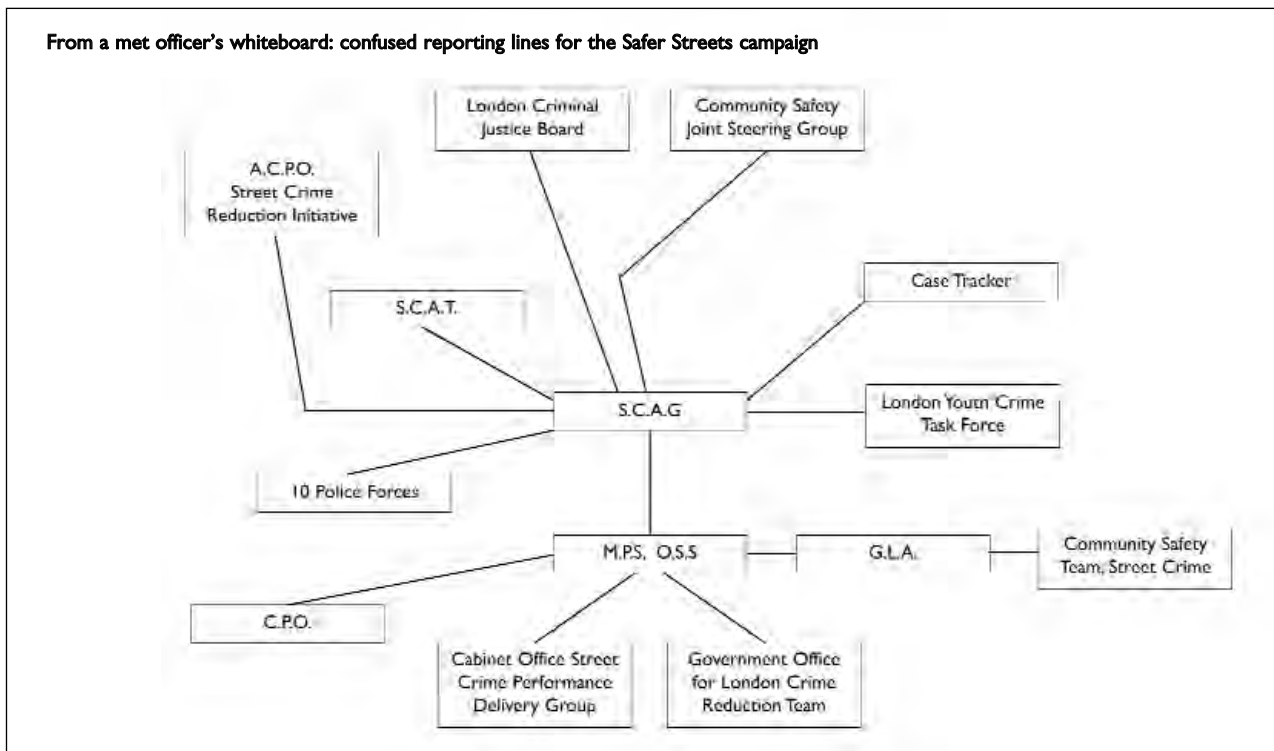 From a met officer's whiteboard: confused reporting lines for the Safer Streets campaign
London Criminal
Justice Board
Community Safety
Joint Steering Group
A.C.P.O.
Street Crime
Reduction Initiative
Case Tracker
S.C.A.T.
S.C.A.G
London Youth Crime
Task Force
10 Police Forces
M.P.S. O.S.S
G.L.A.
Community Safety
Team, Street Crime
C.P.O.
Cabinet Office Street
Crime Performance
Delivery Group
Government Office
for London Crime
Reduction Team